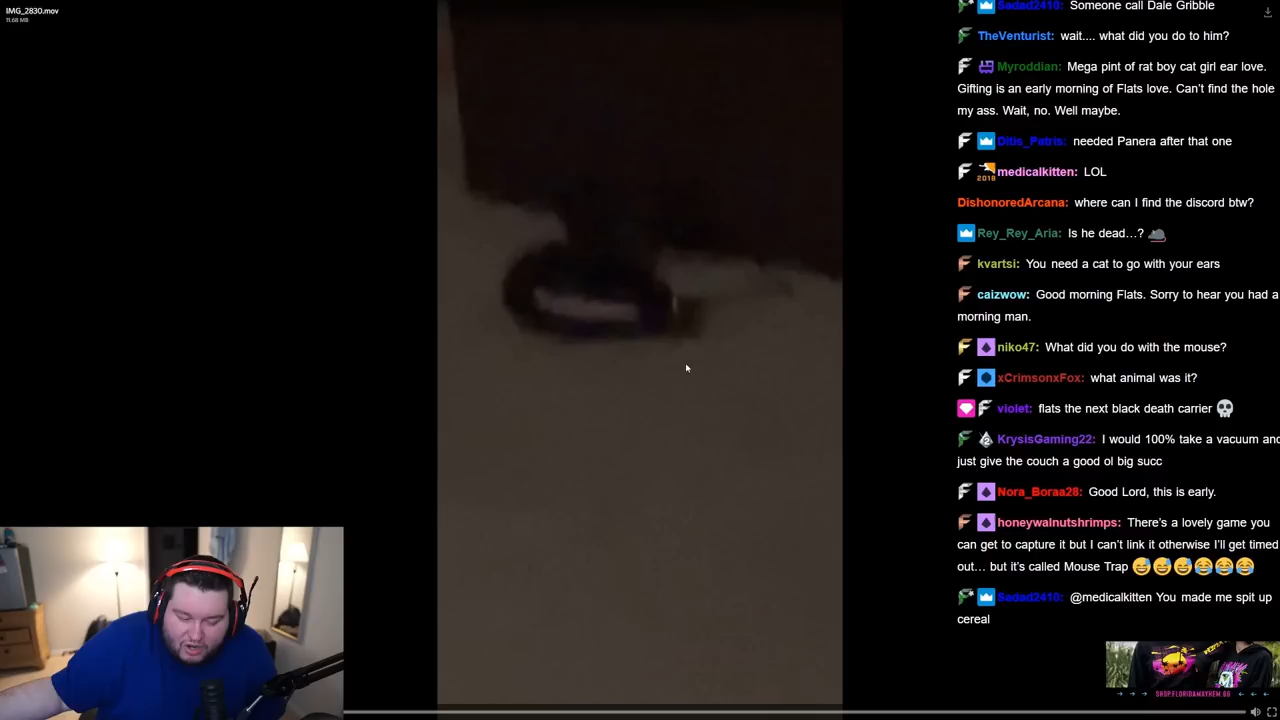 IMG_2830.mov
11.68 MB
Sadad2410: Someone call Dale Gribble
TheVenturist: wait.... what did you do to him?
Myroddian: Mega pint of rat boy cat girl ear love.
Gifting is an early morning of Flats love. Can't find the hole
my ass. Wait, no. Well maybe.
Ditis_Patris: needed Panera after that one
2018 medicalkitten: LOL
DishonoredArcana: where can I find the discord btw?
Rey_Rey_Aria: Is he dead…? 🐀
kvartsi: You need a cat to go with your ears
caizwow: Good morning Flats. Sorry to hear you had a
morning man.
niko47: What did you do with the mouse?
xCrimsonxFox: what animal was it?
violet: flats the next black death carrier 💀
KrysisGaming22: I would 100% take a vacuum and
just give the couch a good ol big succ
Nora_Boraa28: Good Lord, this is early.
honeywalnutshrimps: There's a lovely game you
can get to capture it but I can't link it otherwise I'll get timed
out… but it's called Mouse Trap 😅😅😅😂😂😂
Sadad2410: @medicalkitten You made me spit up
cereal
SHOP.FLORIDAMAYHEM.GG